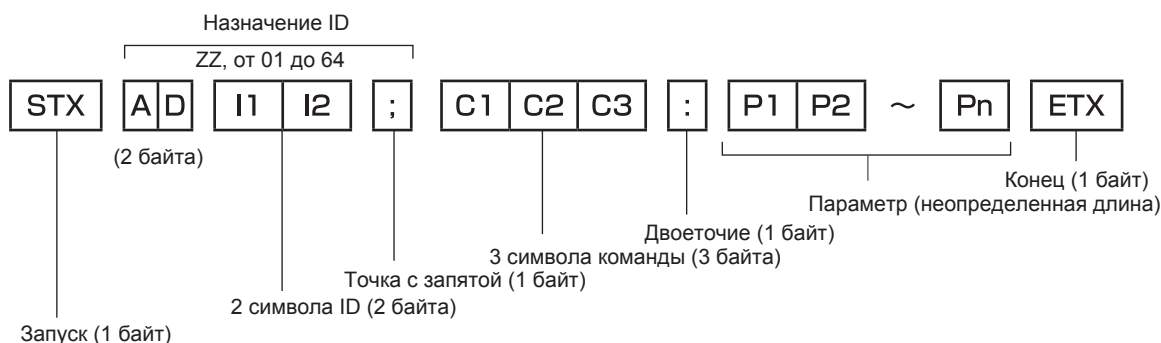 Назначение ID
ZZ, от 01 до 64
STX A D I1 I2 ; C1 C2 C3 : P1 P2 ～ Pn ETX
(2 байта)
Конец (1 байт)
Параметр (неопределенная длина)
Двоеточие (1 байт)
3 символа команды (3 байта)
Точка с запятой (1 байт)
2 символа ID (2 байта)
Запуск (1 байт)